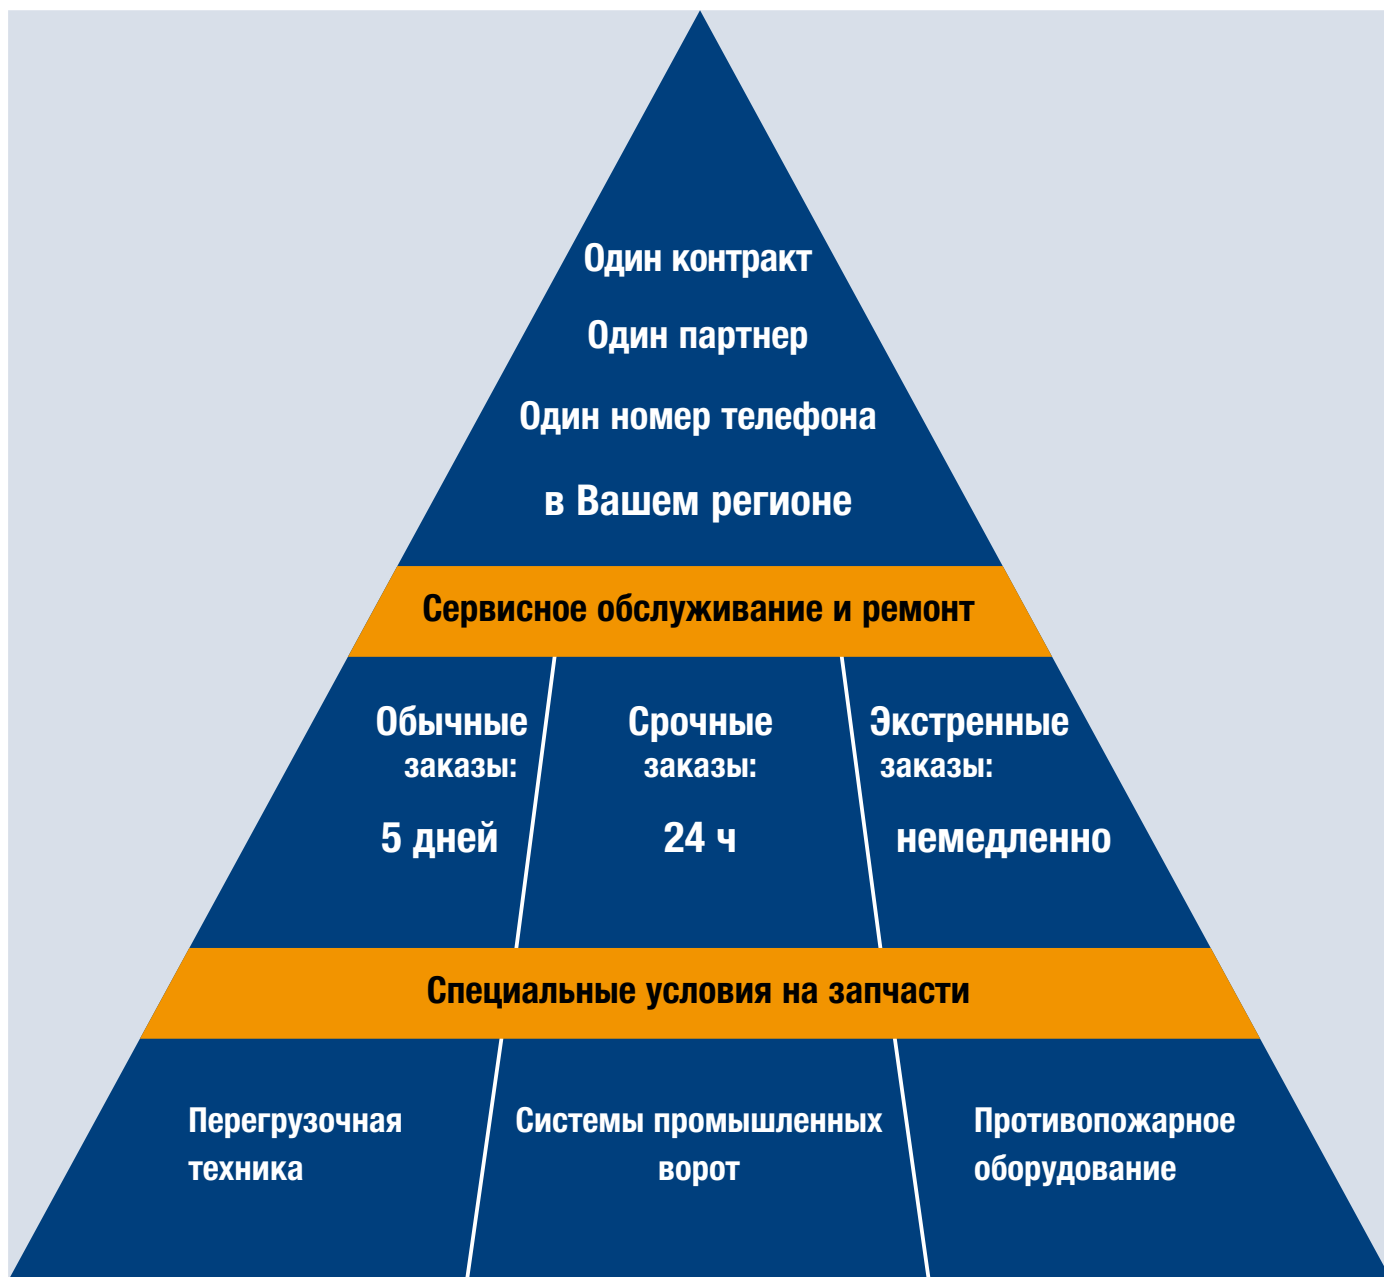 Один контракт
Один партнер
Один номер телефона
в Вашем регионе
Сервисное обслуживание и ремонт
Обычные
заказы:
5 дней
Срочные
заказы:
24 ч
Экстренные
заказы:
немедленно
Специальные условия на запчасти
Перегрузочная
техника
Системы промышленных
ворот
Противопожарное
оборудование